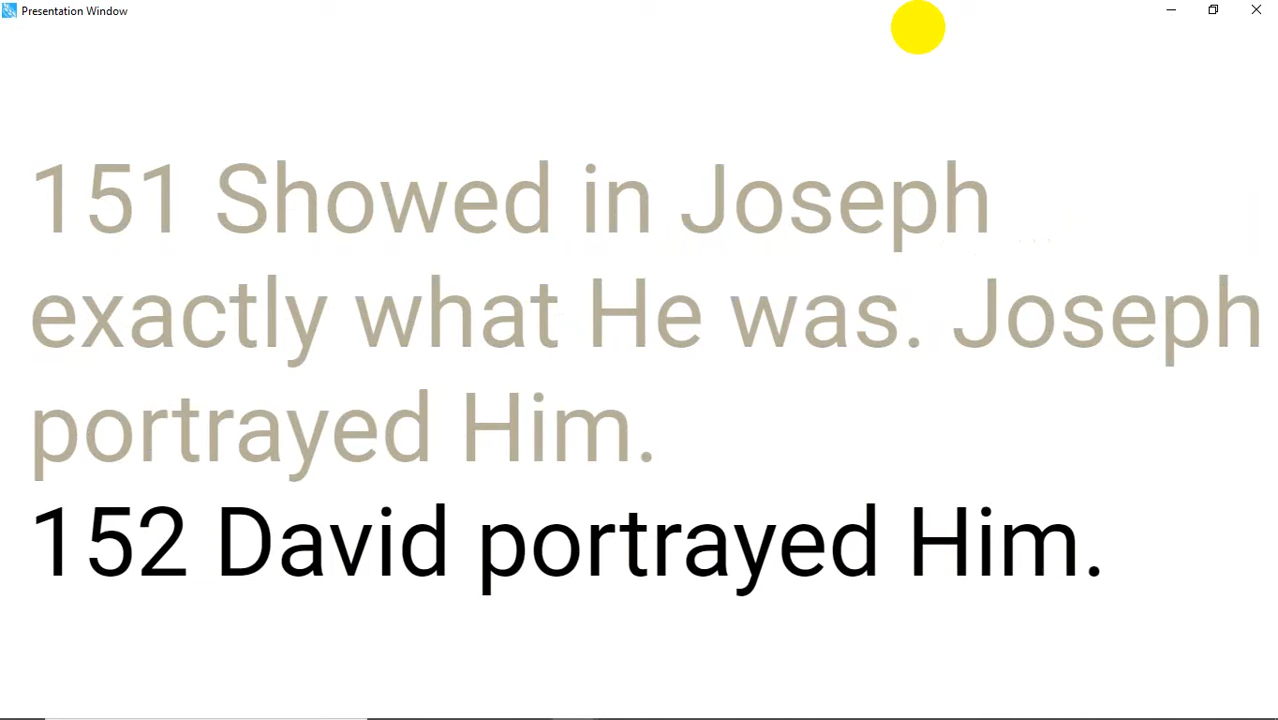 Presentation Window
151 Showed in Joseph
exactly what He was. Joseph
portrayed Him.
152 David portrayed Him.